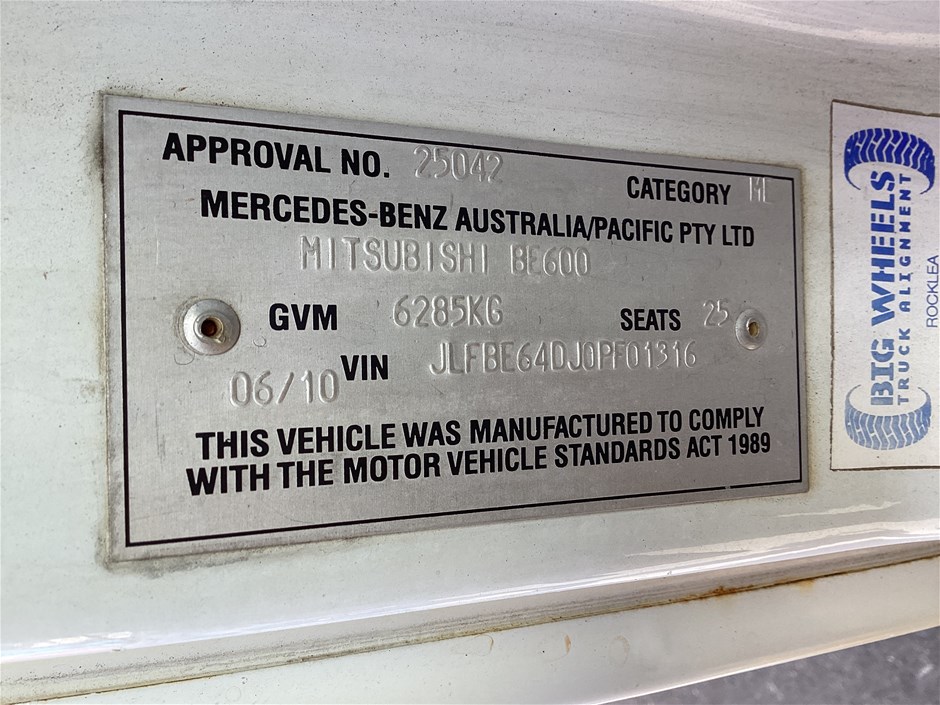 APPROVAL NO. 25042
CATEGORY ML
MERCEDES-BENZ AUSTRALIA/PACIFIC PTY LTD
MITSUBISHI BE600
GVM 6285KG SEATS 25
06/10 VIN JLFBE64DJ0PF01316
THIS VEHICLE WAS MANUFACTURED TO COMPLY
WITH THE MOTOR VEHICLE STANDARDS ACT 1989
BIG WHEELS
TRUCK ALIGNMENT
ROCKLEA